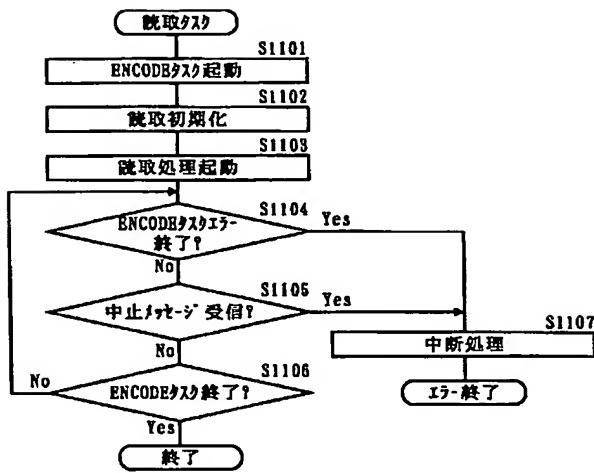 読取タスク
S1101
ENCODEタスク起動
S1102
読取初期化
S1103
読取処理起動
S1104
ENCODEタスクエラー
終了?
Yes
No
S1105
中止メッセージ受信?
Yes
No
S1107
中断処理
S1106
ENCODEタスク終了?
No
エラー終了
Yes
終了